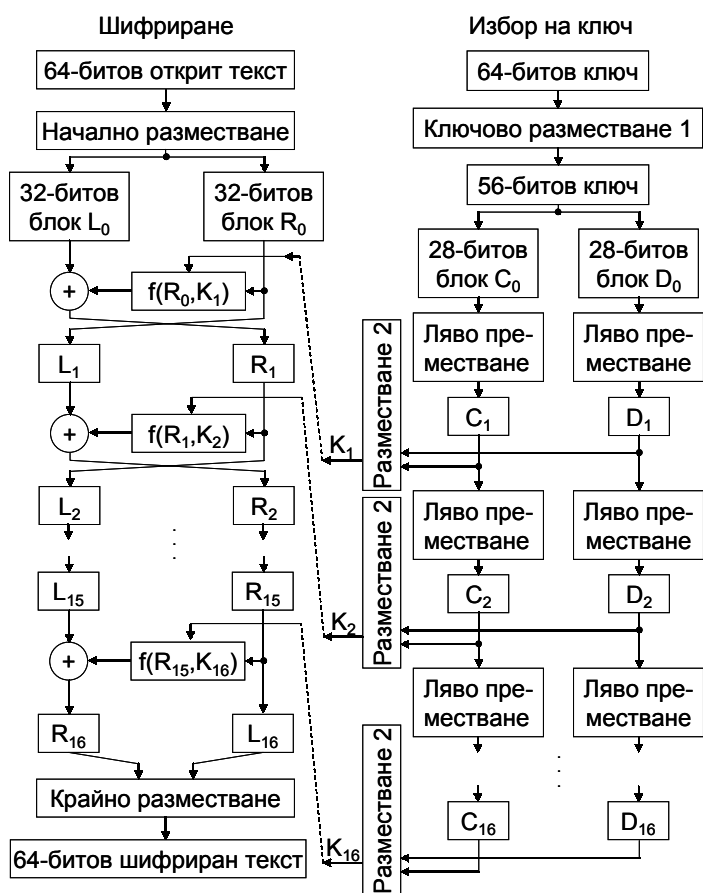 Шифриране
64-битов открит текст
Начално разместване
32-битов
блок L₀
32-битов
блок R₀
+
f(R₀,K₁)
L₁
R₁
+
f(R₁,K₂)
L₂
R₂
L₁₅
R₁₅
+
f(R₁₅,K₁₆)
R₁₆
L₁₆
Крайно разместване
64-битов шифриран текст
Избор на ключ
64-битов ключ
Ключово разместване 1
56-битов ключ
28-битов
блок C₀
28-битов
блок D₀
Ляво пре-
местване
Ляво пре-
местване
Разместване 2
K₁
C₁
D₁
Ляво пре-
местване
Ляво пре-
местване
Разместване 2
K₂
C₂
D₂
Ляво пре-
местване
Ляво пре-
местване
Разместване 2
K₁₆
C₁₆
D₁₆